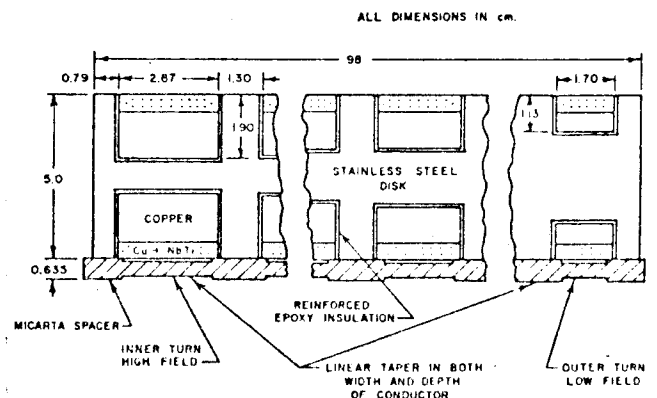 ALL DIMENSIONS IN cm.
98
0.79
2.87
1.30
1.70
1.90
1.13
5.0
STAINLESS STEEL
DISK
COPPER
Cu + NbTi
0.633
REINFORCED
EPOXY INSULATION
MICARTA SPACER
INNER TURN
HIGH FIELD
LINEAR TAPER IN BOTH
WIDTH AND DEPTH
OF CONDUCTOR
OUTER TURN
LOW FIELD